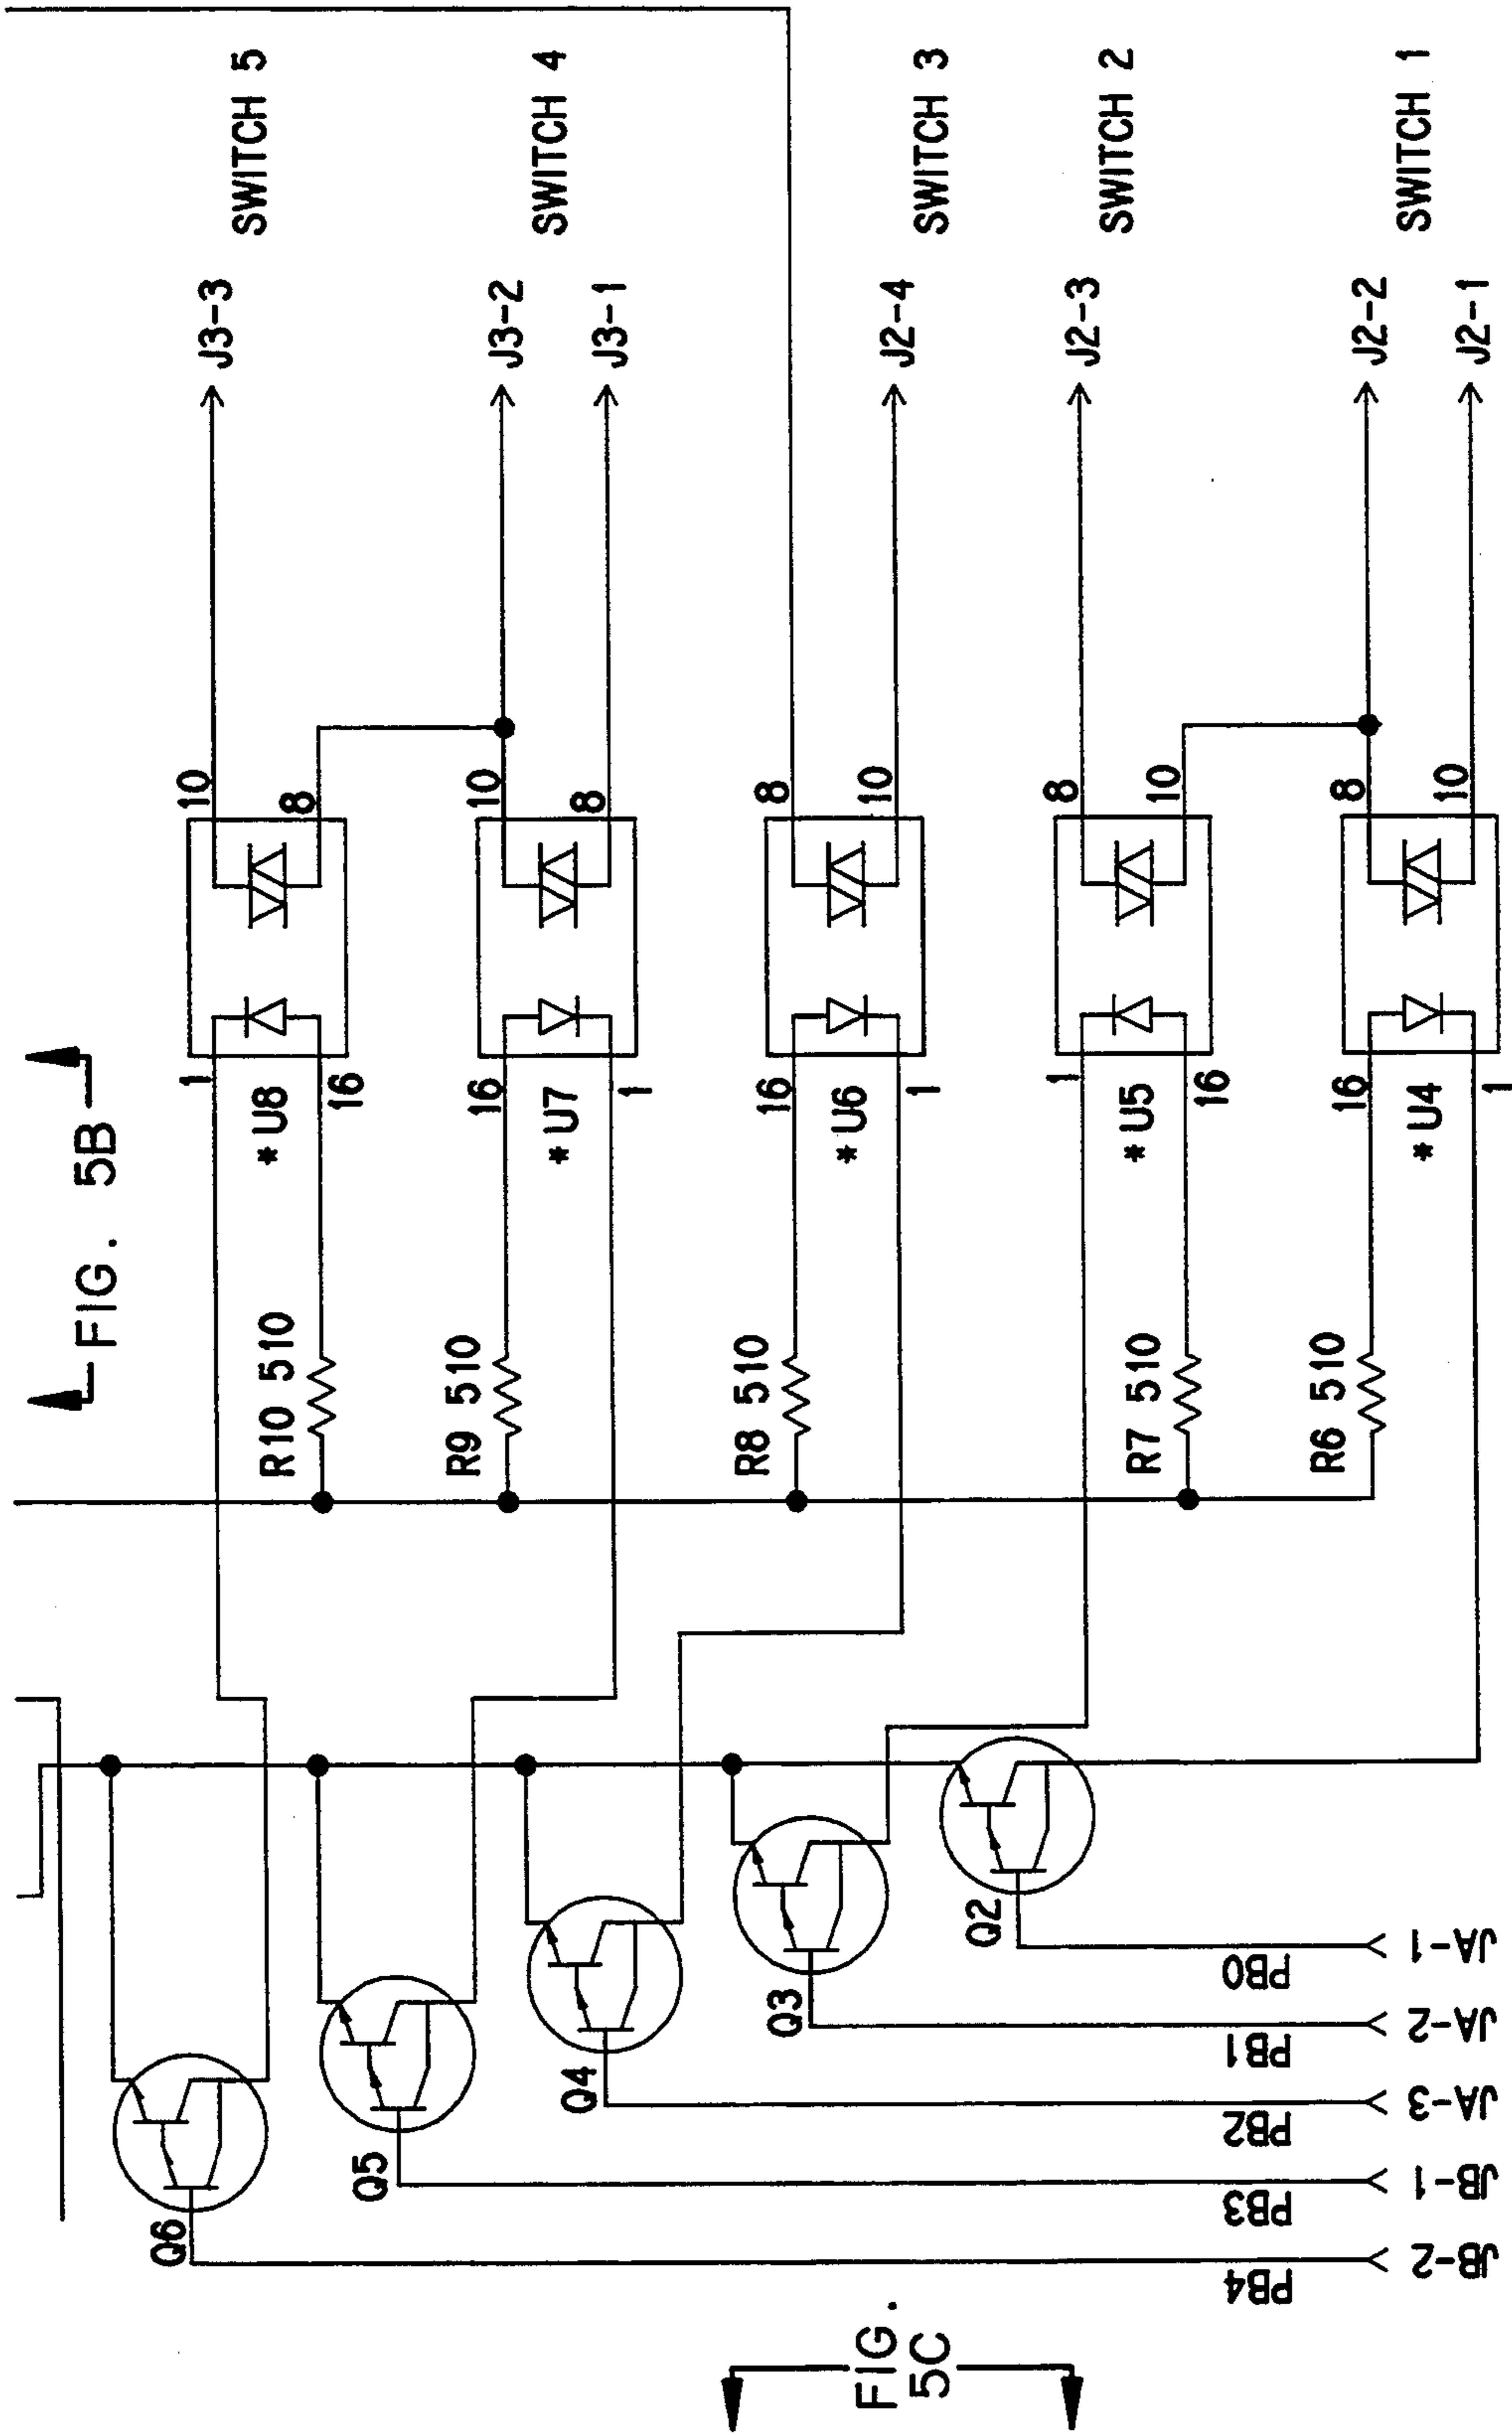 FIG. 5B
J3-3
SWITCH 5
10
8
1
*U8
16
R10 510
J3-2
SWITCH 4
J3-1
10
8
16
*U7
1
R9 510
SWITCH 3
J2-4
8
10
16
*U6
1
R8 510
J2-3
SWITCH 2
8
10
1
*U5
16
R7 510
J2-2
SWITCH 1
J2-1
8
10
16
*U4
1
R6 510
Q6
Q5
Q4
Q3
Q2
PB4
PB3
PB2
PB1
PB0
JB-2
JB-1
JA-3
JA-2
JA-1
FIG.
5C